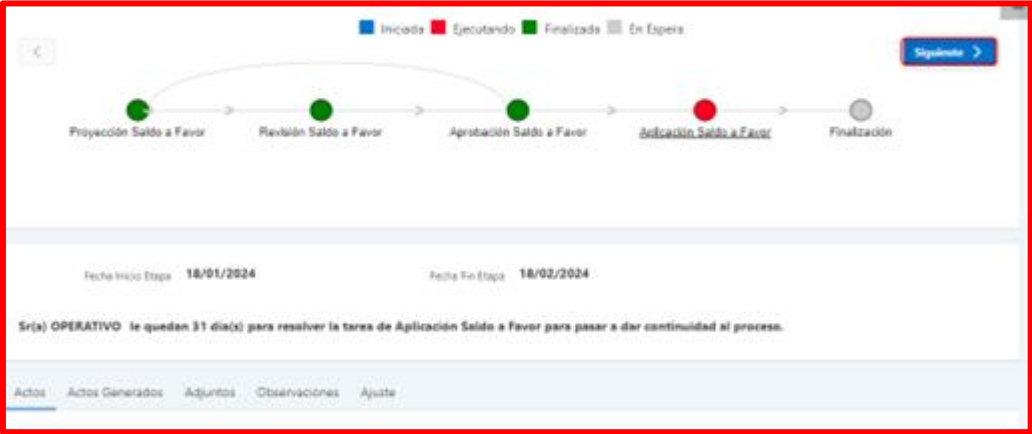 Iniciada Ejecutando Finalizada En Espera
Siguiente
Proyección Saldo a Favor Revisión Saldo a Favor Aprobación Saldo a Favor Aplicación Saldo a Favor Finalización
Fecha Inicio Etapa 18/01/2024 Fecha Fin Etapa 18/02/2024
Sr(a) OPERATIVO le quedan 31 dia(s) para resolver la tarea de Aplicación Saldo a Favor para pasar a dar continuidad al proceso.
Actos Actos Generados Adjuntos Observaciones Ajuste